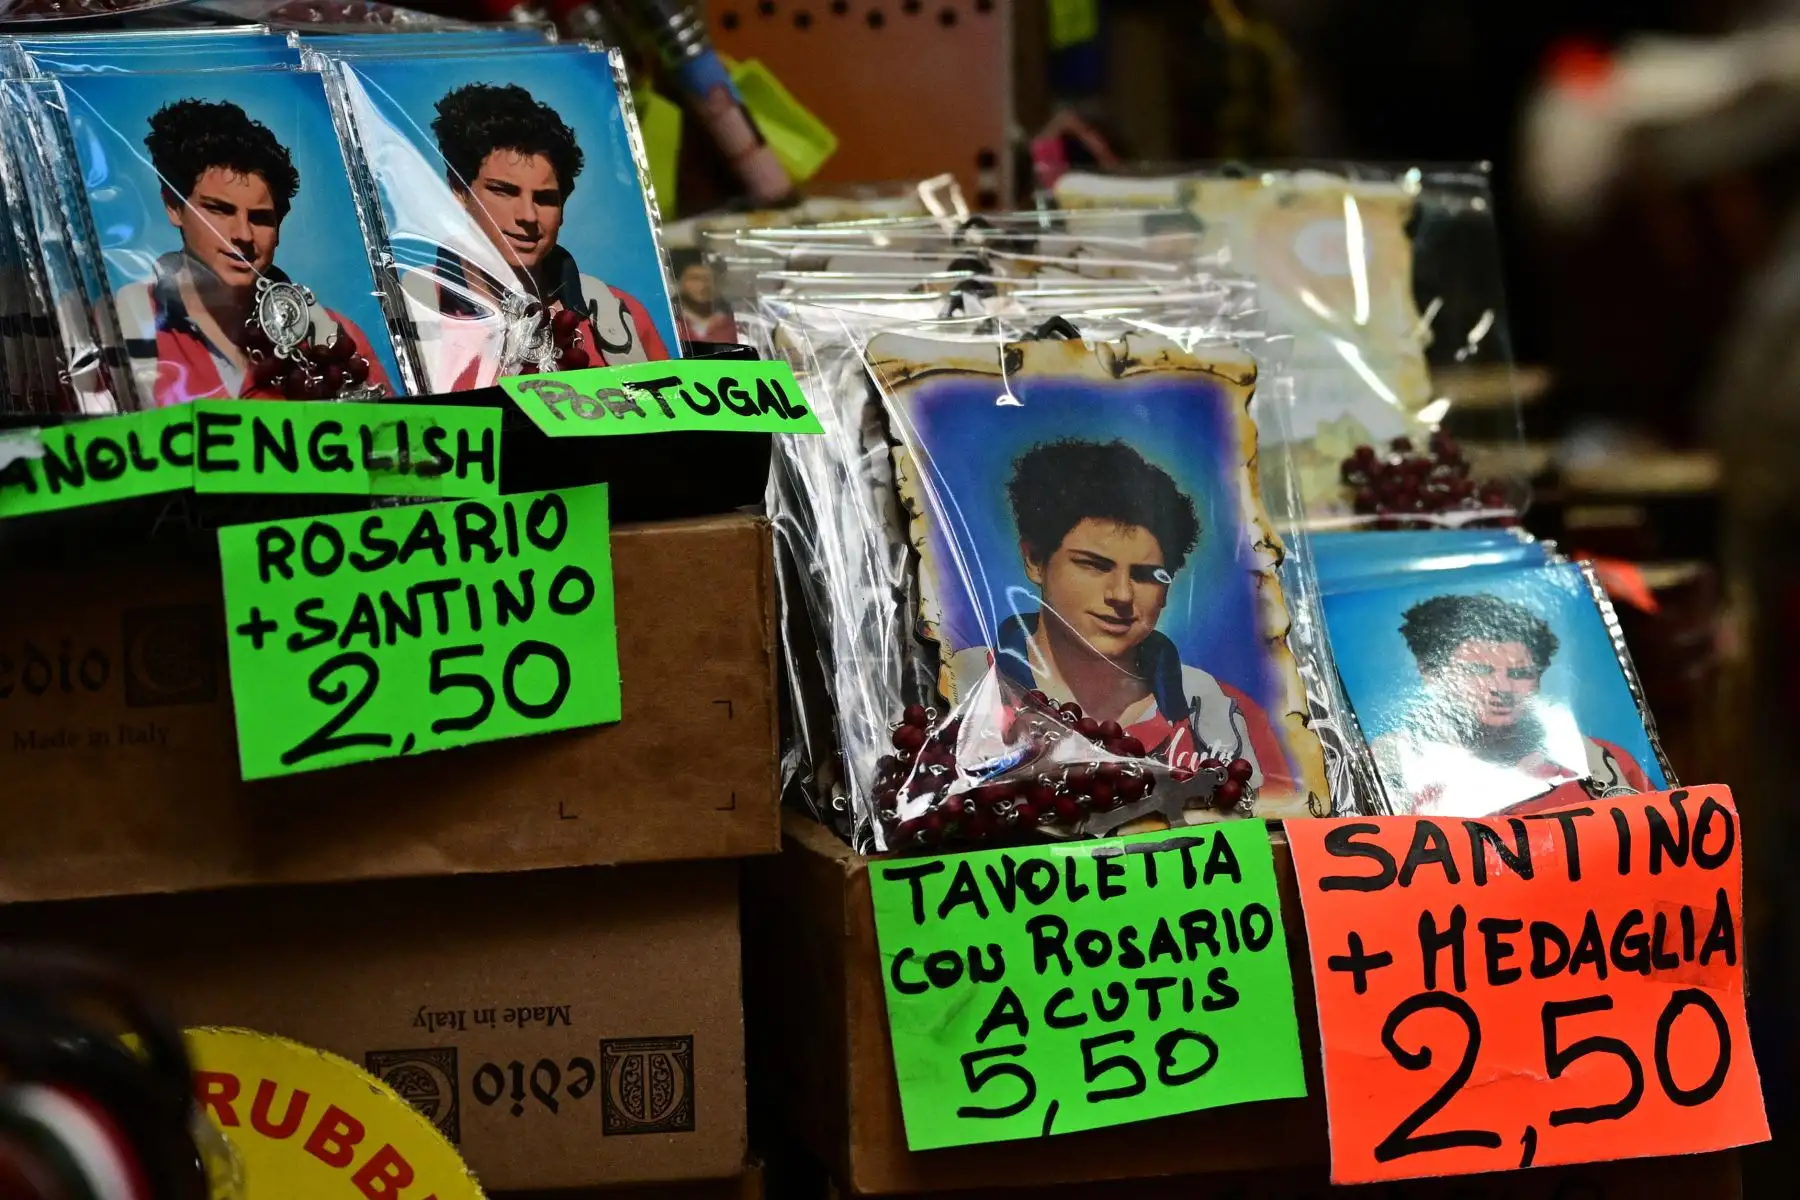 ENGLISH
PORTUGAL
ROSARIO
+SANTINO
2,50
Made in Italy
TAVOLETTA
CON ROSARIO
ACUTIS
5,50
SANTINO
+ MEDAGLIA
2,50
Made in Italy